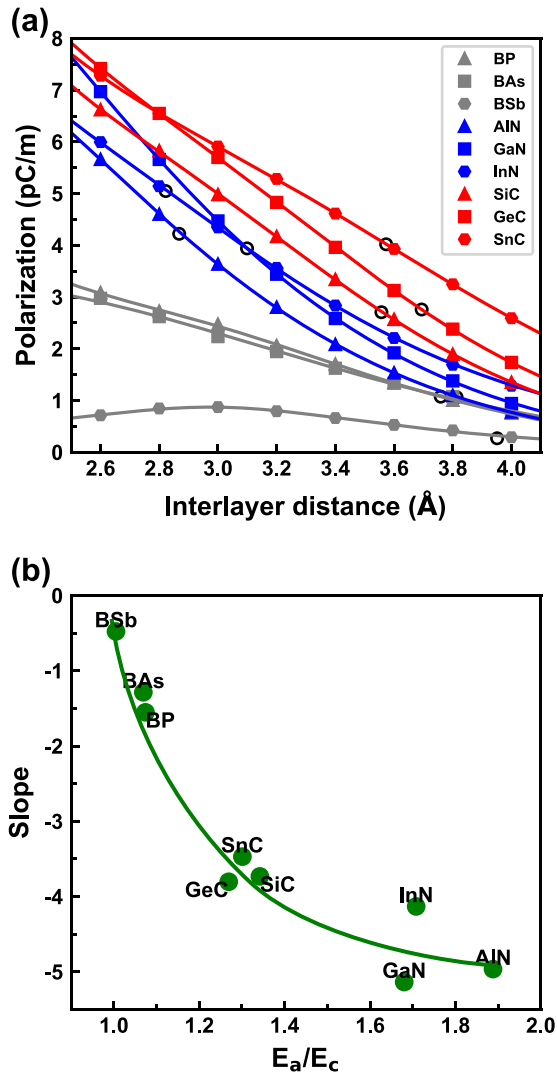 (a)
Polarization (pC/m)
8
7
6
5
4
3
2
1
0
BP
BAs
BSb
AlN
GaN
InN
SiC
GeC
SnC
2.6 2.8 3.0 3.2 3.4 3.6 3.8 4.0
Interlayer distance (Å)
(b)
Slope
0
-1
-2
-3
-4
-5
BSb
BAs
BP
SnC
GeC SiC
InN
GaN AlN
1.0 1.2 1.4 1.6 1.8 2.0
Eₐ/E_c